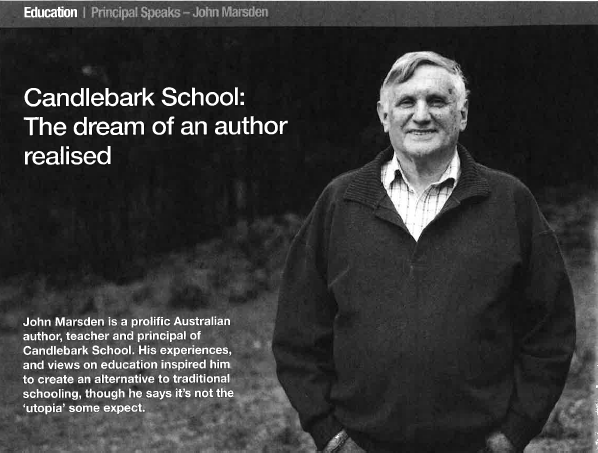 Education | Principal Speaks – John Marsden
Candlebark School:
The dream of an author
realised
John Marsden is a prolific Australian
author, teacher and principal of
Candlebark School. His experiences,
and views on education inspired him
to create an alternative to traditional
schooling, though he says it's not the
'utopia' some expect.